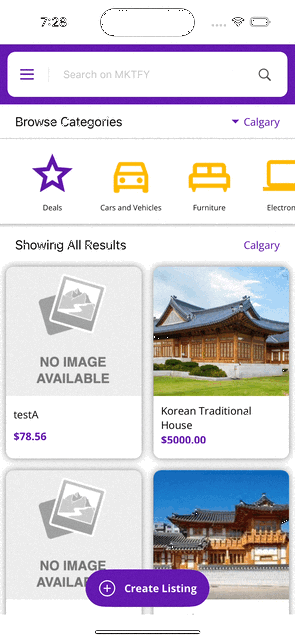 7:28
Search on MKTFY
Browse Categories
Calgary
Deals
Cars and Vehicles
Furniture
Electron
Showing All Results
Calgary
NO IMAGE
AVAILABLE
testA
$78.56
Korean Traditional
House
$5000.00
NO IMAGE
Create Listing